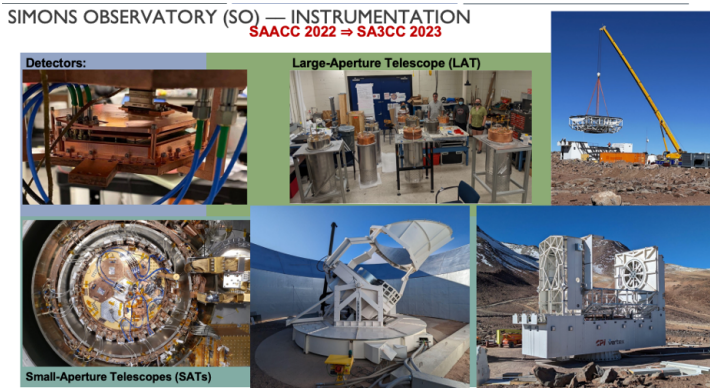 SIMONS OBSERVATORY (SO) — INSTRUMENTATION
SAACC 2022 ⇒ SA3CC 2023
Detectors:
Large-Aperture Telescope (LAT)
Small-Aperture Telescopes (SATs)